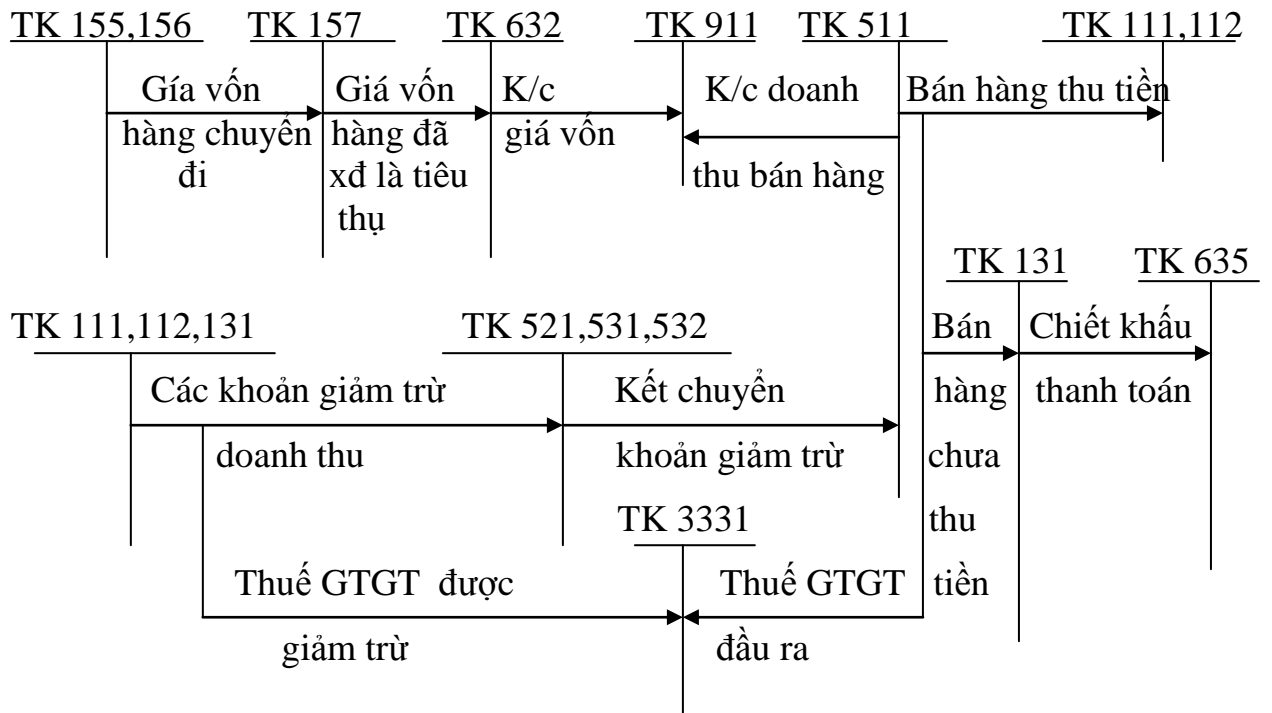 TK 155,156 TK 157 TK 632 TK 911 TK 511 TK 111,112
Gía vốn Giá vốn K/c K/c doanh Bán hàng thu tiền
hàng chuyển hàng đã giá vốn
đi xđ là tiêu thu bán hàng
thụ
TK 131 TK 635
TK 111,112,131 TK 521,531,532 Bán Chiết khấu
Các khoản giảm trừ Kết chuyển hàng thanh toán
doanh thu khoản giảm trừ chưa
TK 3331 thu
Thuế GTGT được Thuế GTGT tiền
giảm trừ đầu ra